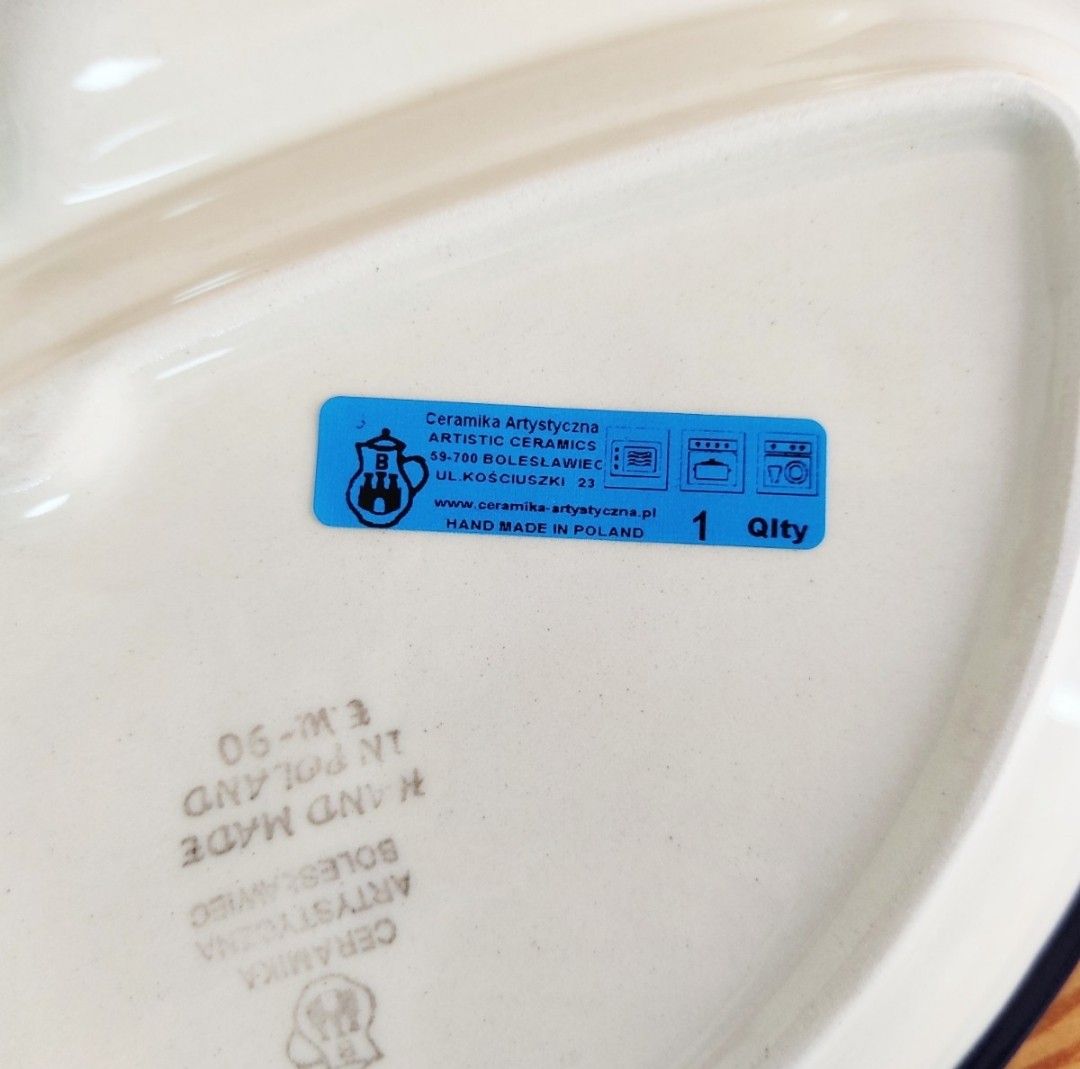 Ceramika Artystyczna
ARTISTIC CERAMICS
59-700 BOLESŁAWIEC
UL.KOŚCIUSZKI 23
www.ceramika-artystyczna.pl
HAND MADE IN POLAND
1 Qlty
B
CERAMIKA
ARTYSTYCZNA
BOLESŁAWIEC
HAND MADE
IN POLAND
E.W-90